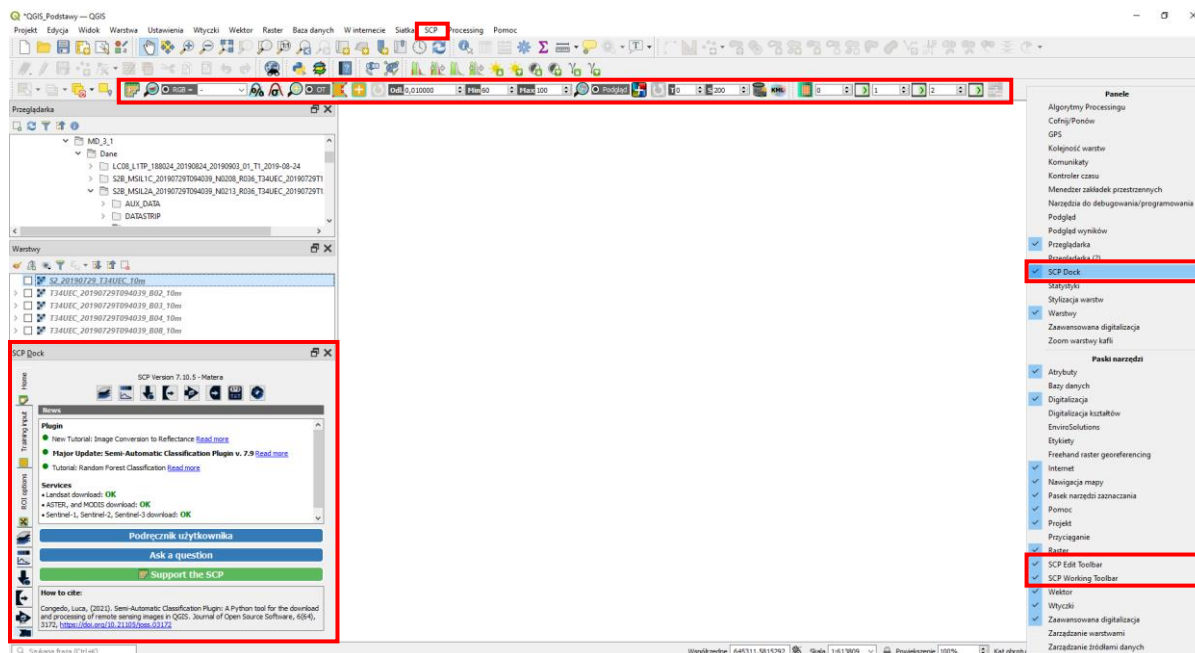 *QGIS_Podstawy — QGIS
Projekt Edycja Widok Warstwa Ustawienia Wtyczki Wektor Raster Baza danych W internecie Siatka SCP Processing Pomoc
RGB = - OT Odl. 0,010000 Min 60 Max 100 Podgląd T 0 S 200 KML 0 1 2
Przeglądarka
MD_3_1
Dane
LC08_L1TP_188024_20190824_20190903_01_T1_2019-08-24
S2B_MSIL1C_20190729T094039_N0208_R036_T34UEC_20190729T1
S2B_MSIL2A_20190729T094039_N0213_R036_T34UEC_20190729T1
AUX_DATA
DATASTRIP
Warstwy
S2_20190729_T34UEC_10m
T34UEC_20190729T094039_B02_10m
T34UEC_20190729T094039_B03_10m
T34UEC_20190729T094039_B04_10m
T34UEC_20190729T094039_B08_10m
SCP Dock
Home
Training input
ROI options
SCP Version 7.10.5 - Matera
News
Plugin
New Tutorial: Image Conversion to Reflectance Read more
Major Update: Semi-Automatic Classification Plugin v. 7.9 Read more
Tutorial: Random Forest Classification Read more
Services
• Landsat download: OK
• ASTER, and MODIS download: OK
• Sentinel-1, Sentinel-2, Sentinel-3 download: OK
Podręcznik użytkownika
Ask a question
Support the SCP
How to cite:
Congedo, Luca, (2021). Semi-Automatic Classification Plugin: A Python tool for the download
and processing of remote sensing images in QGIS. Journal of Open Source Software, 6(64),
3172, https://doi.org/10.21105/joss.03172
Panele
Algorytmy Processingu
Cofnij/Ponów
GPS
Kolejność warstw
Komunikaty
Kontroler czasu
Menedżer zakładek przestrzennych
Narzędzia do debugowania/programowania
Podgląd
Podgląd wyników
Przeglądarka
Przeglądarka (2)
SCP Dock
Statystyki
Stylizacja warstw
Warstwy
Zaawansowana digitalizacja
Zoom warstwy kafli
Paski narzędzi
Atrybuty
Bazy danych
Digitalizacja
Digitalizacja kształtów
EnviroSolutions
Etykiety
Freehand raster georeferencing
Internet
Nawigacja mapy
Pasek narzędzi zaznaczania
Pomoc
Projekt
Przyciąganie
Raster
SCP Edit Toolbar
SCP Working Toolbar
Wektor
Wtyczki
Zaawansowana digitalizacja
Zarządzanie warstwami
Zarządzanie źródłami danych
Szukana fraza (Ctrl+K)
Współrzędne 645311,5815292 Skala 1:613809 Powiększenie 100% Kąt obrotu